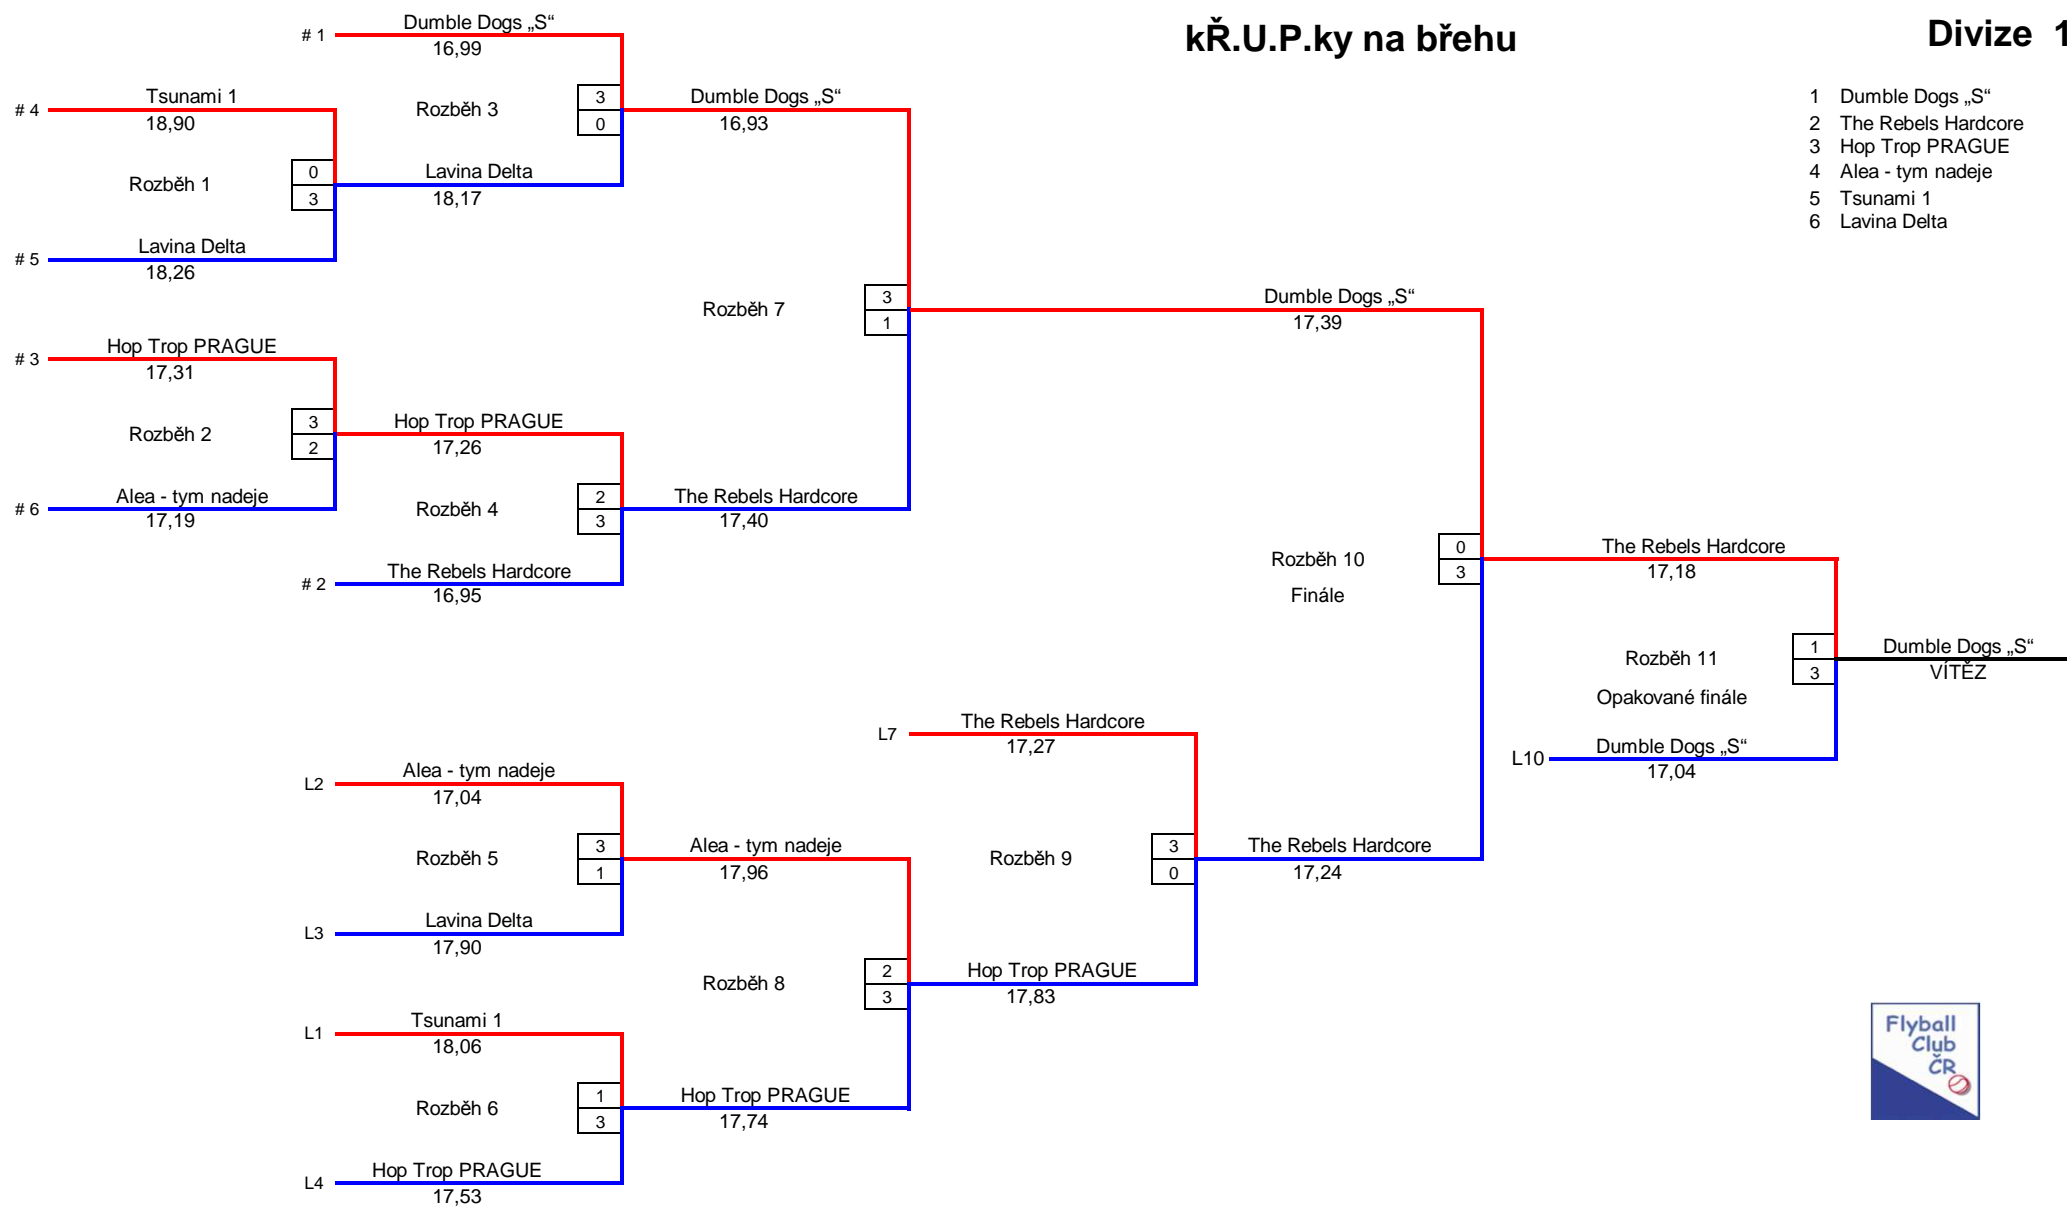 kŘ.U.P.ky na břehu
Divize 1
1 Dumble Dogs „S“
2 The Rebels Hardcore
3 Hop Trop PRAGUE
4 Alea - tym nadeje
5 Tsunami 1
6 Lavina Delta
# 1
Dumble Dogs „S“
16,99
# 4
Tsunami 1
18,90
Rozběh 3
3
0
Dumble Dogs „S“
16,93
Rozběh 1
0
3
Lavina Delta
18,17
# 5
Lavina Delta
18,26
Rozběh 7
3
1
Dumble Dogs „S“
17,39
# 3
Hop Trop PRAGUE
17,31
Rozběh 2
3
2
Hop Trop PRAGUE
17,26
# 6
Alea - tym nadeje
17,19
Rozběh 4
2
3
The Rebels Hardcore
17,40
# 2
The Rebels Hardcore
16,95
Rozběh 10
Finále
0
3
The Rebels Hardcore
17,18
Rozběh 11
Opakované finále
1
3
Dumble Dogs „S“
VÍTĚZ
L10
Dumble Dogs „S“
17,04
L7
The Rebels Hardcore
17,27
L2
Alea - tym nadeje
17,04
Rozběh 5
3
1
Alea - tym nadeje
17,96
Rozběh 9
3
0
The Rebels Hardcore
17,24
L3
Lavina Delta
17,90
Rozběh 8
2
3
Hop Trop PRAGUE
17,83
L1
Tsunami 1
18,06
Rozběh 6
1
3
Hop Trop PRAGUE
17,74
L4
Hop Trop PRAGUE
17,53
Flyball
Club
ČR